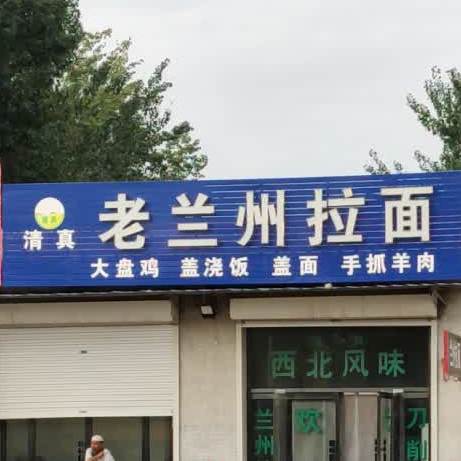 清真
老兰州拉面
大盘鸡 盖浇饭 盖面 手抓羊肉
西北风味
兰州
欢
刀削